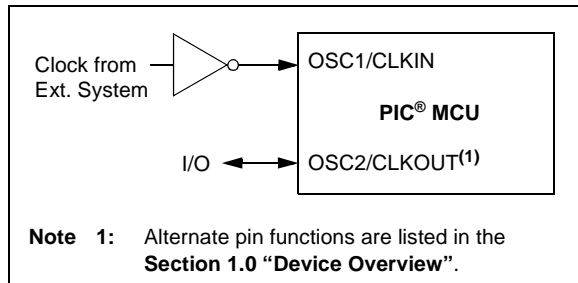 Clock from
Ext. System
OSC1/CLKIN
PIC® MCU
I/O
OSC2/CLKOUT(1)
Note 1: Alternate pin functions are listed in the
Section 1.0 “Device Overview”.